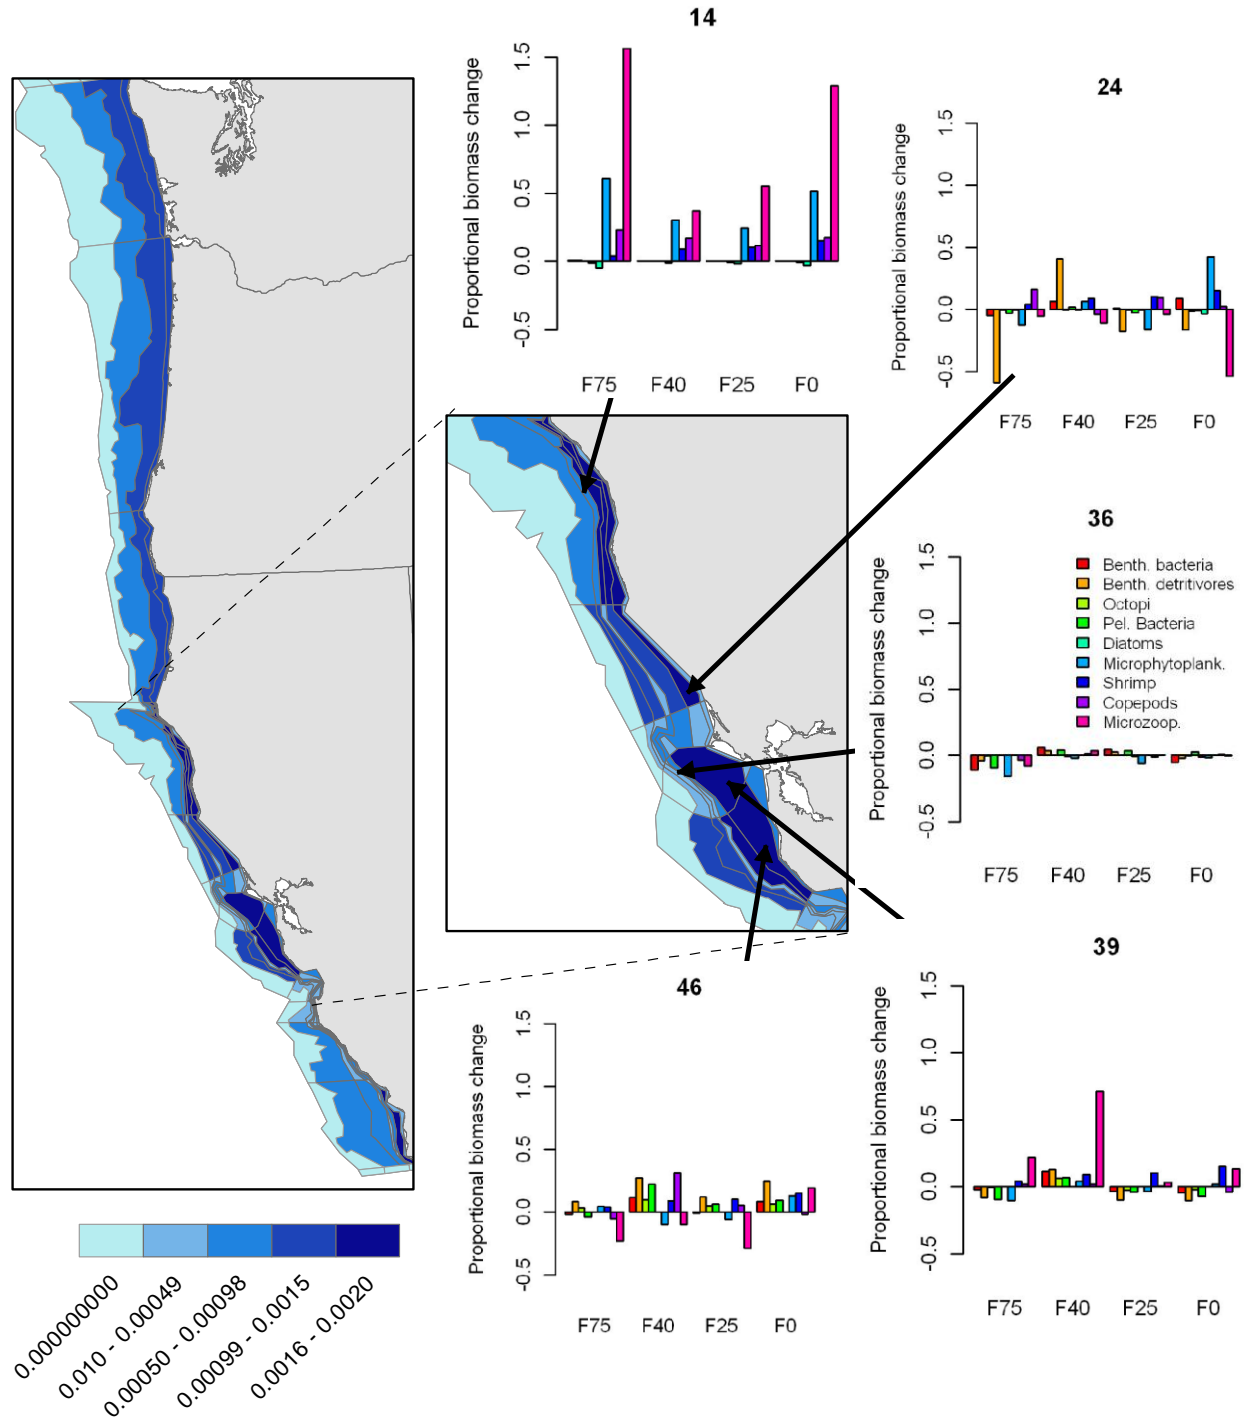 14
Proportional biomass change
1.5
1.0
0.5
0.0
-0.5
F75 F40 F25 F0
24
Proportional biomass change
1.5
1.0
0.5
0.0
-0.5
F75 F40 F25 F0
36
Proportional biomass change
1.5
1.0
0.5
0.0
-0.5
Benth. bacteria
Benth. detritivores
Octopi
Pel. Bacteria
Diatoms
Microphytoplank.
Shrimp
Copepods
Microzoop.
F75 F40 F25 F0
46
Proportional biomass change
1.5
1.0
0.5
0.0
-0.5
F75 F40 F25 F0
39
Proportional biomass change
1.5
1.0
0.5
0.0
-0.5
F75 F40 F25 F0
0.000000000
0.010 - 0.00049
0.00050 - 0.00098
0.00099 - 0.0015
0.0016 - 0.0020